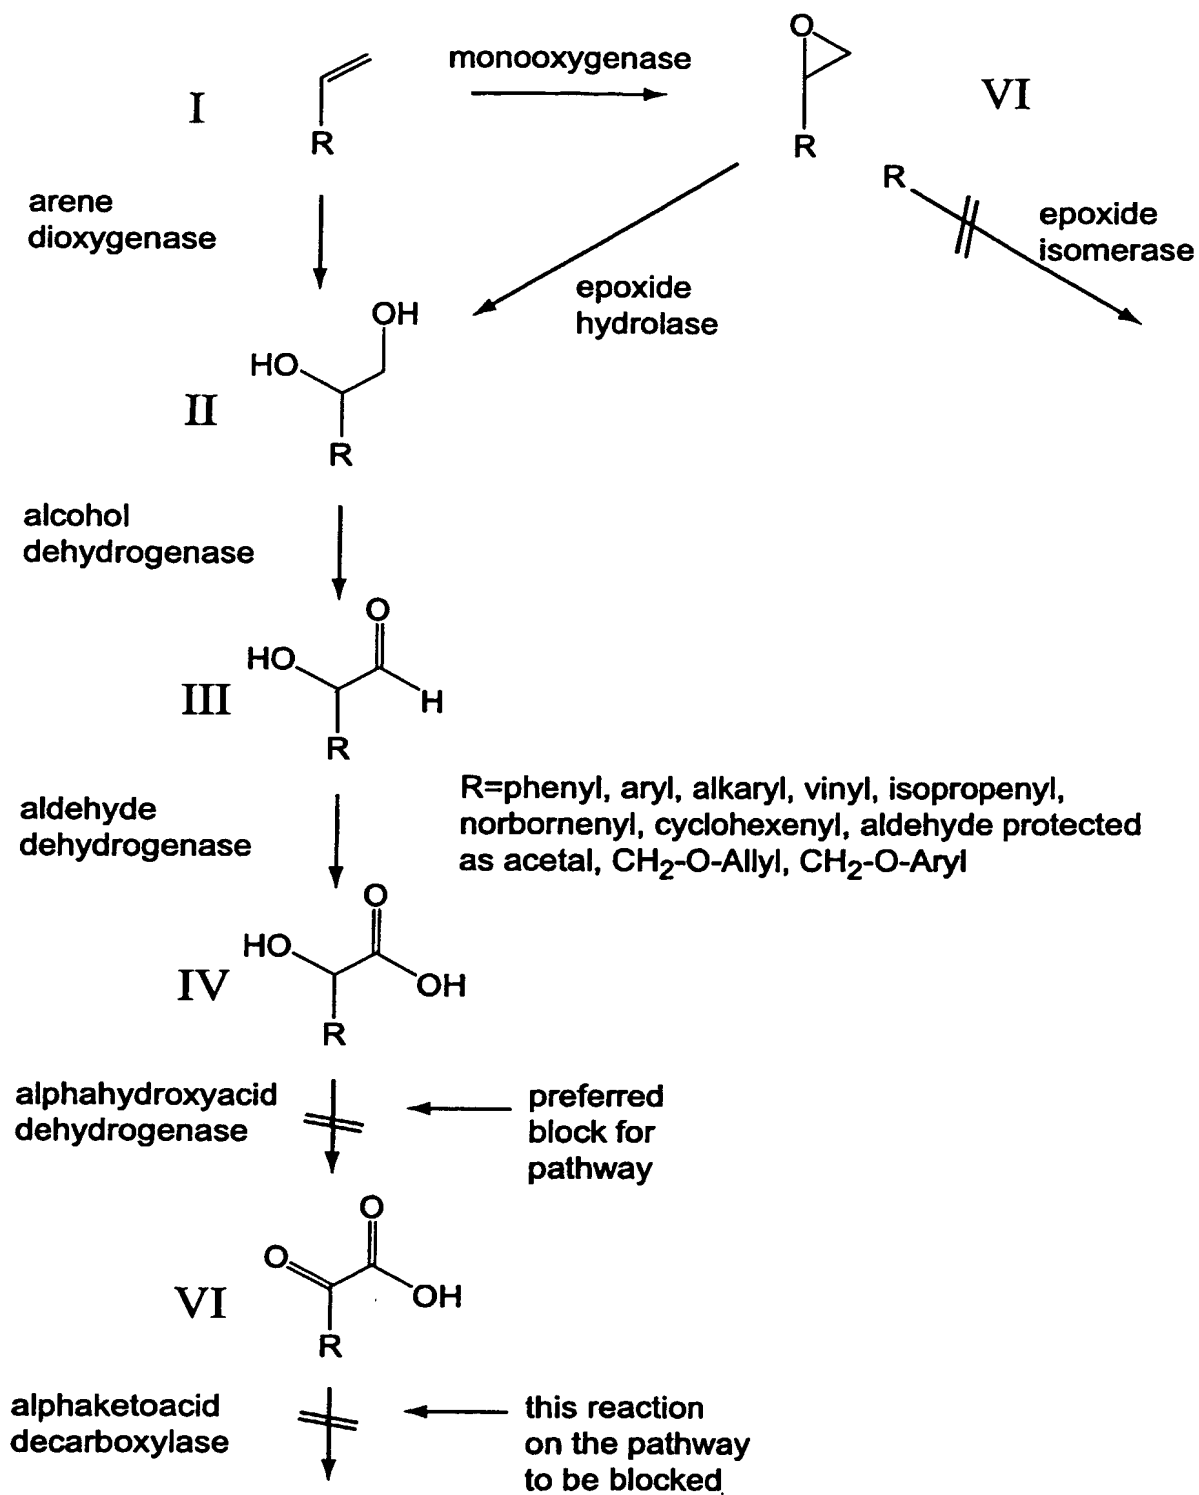 monooxygenase
O
I
R
R
VI
arene
dioxygenase
R
epoxide
isomerase
epoxide
hydrolase
OH
HO
II
R
alcohol
dehydrogenase
O
HO
H
III
R
R=phenyl, aryl, alkaryl, vinyl, isopropenyl,
norbornenyl, cyclohexenyl, aldehyde protected
as acetal, CH2-O-Allyl, CH2-O-Aryl
aldehyde
dehydrogenase
O
HO
OH
IV
R
alphahydroxyacid
dehydrogenase
preferred
block for
pathway
O
O
OH
VI
R
alphaketoacid
decarboxylase
this reaction
on the pathway
to be blocked